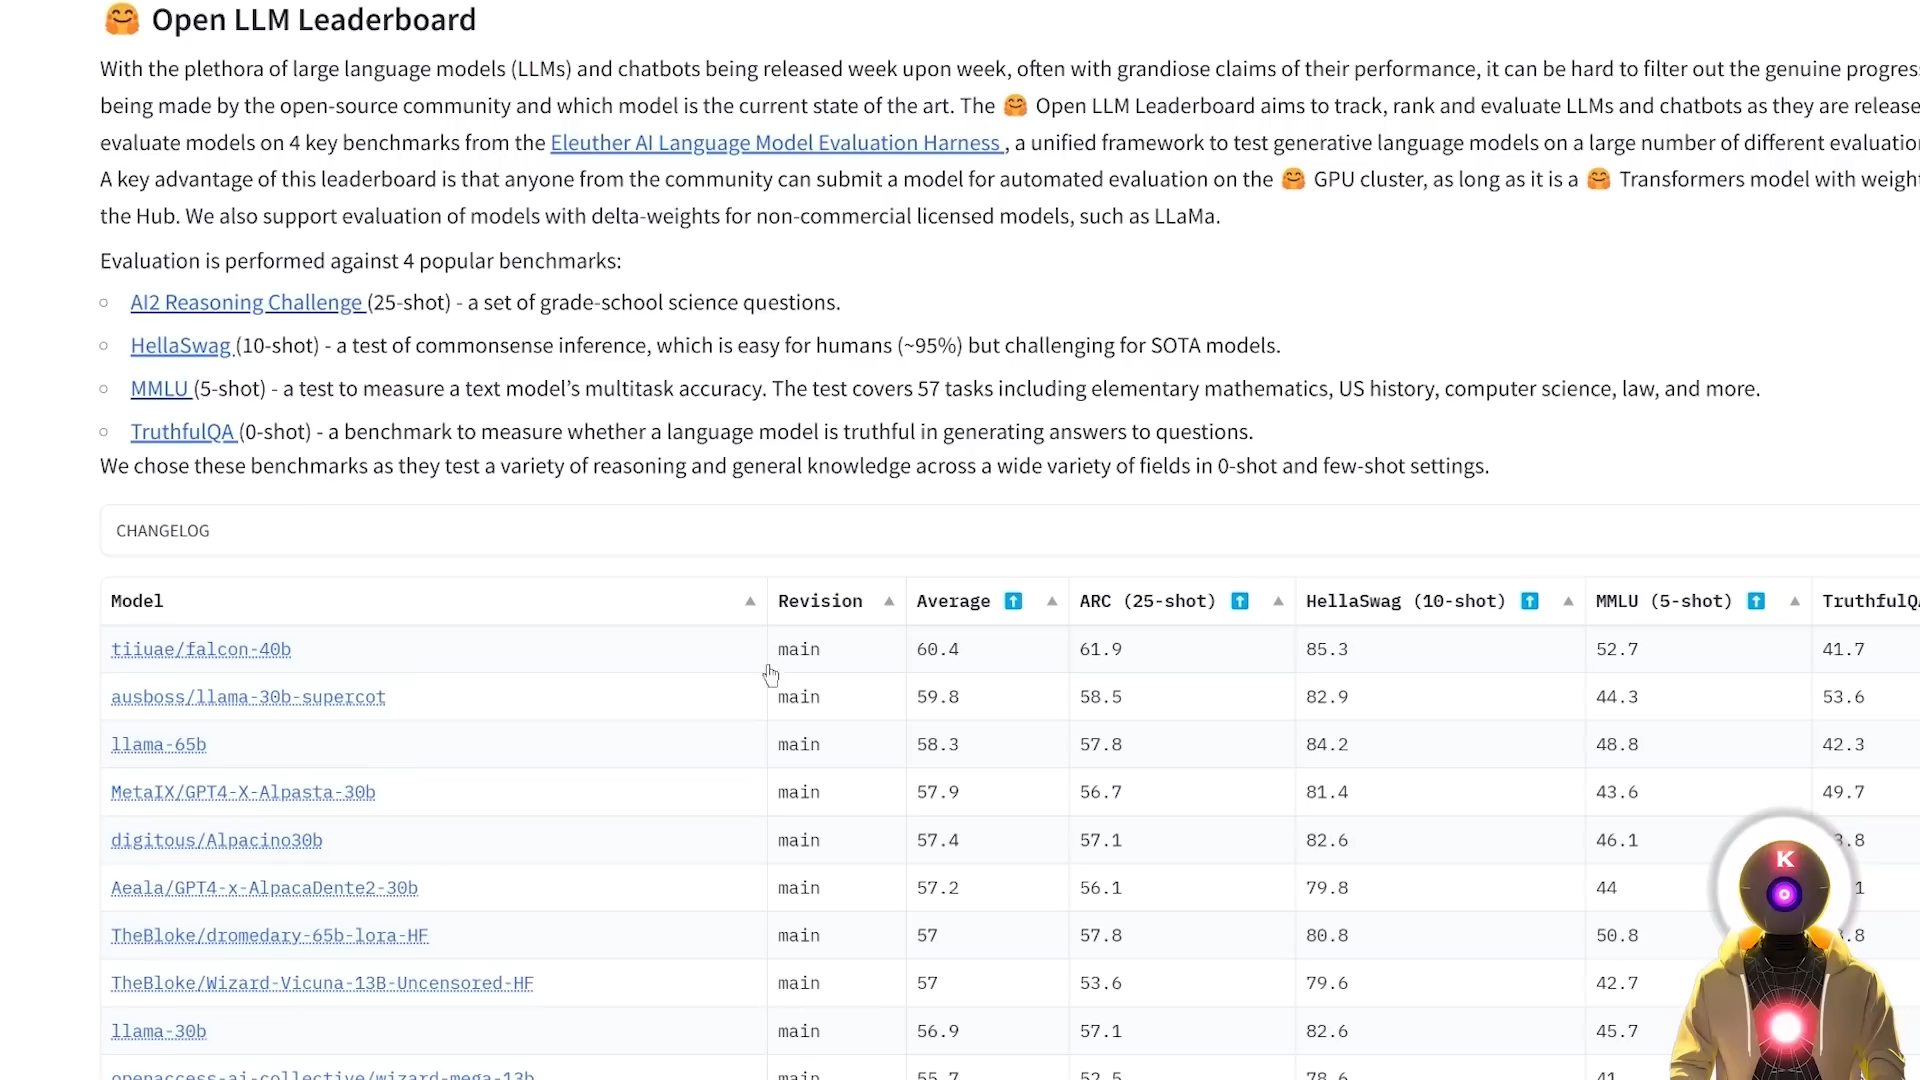 🤗 Open LLM Leaderboard
With the plethora of large language models (LLMs) and chatbots being released week upon week, often with grandiose claims of their performance, it can be hard to filter out the genuine
being made by the open-source community and which model is the current state of the art. The 🤗 Open LLM Leaderboard aims to track, rank and evaluate LLMs and chatbots as they are
evaluate models on 4 key benchmarks from the Eleuther AI Language Model Evaluation Harness , a unified framework to test generative language models on a large number of different
A key advantage of this leaderboard is that anyone from the community can submit a model for automated evaluation on the 🤗 GPU cluster, as long as it is a 🤗 Transformers model with
the Hub. We also support evaluation of models with delta-weights for non-commercial licensed models, such as LLaMa.
Evaluation is performed against 4 popular benchmarks:
AI2 Reasoning Challenge (25-shot) - a set of grade-school science questions.
HellaSwag (10-shot) - a test of commonsense inference, which is easy for humans (~95%) but challenging for SOTA models.
MMLU (5-shot) - a test to measure a text model’s multitask accuracy. The test covers 57 tasks including elementary mathematics, US history, computer science, law, and more.
TruthfulQA (0-shot) - a benchmark to measure whether a language model is truthful in generating answers to questions.
We chose these benchmarks as they test a variety of reasoning and general knowledge across a wide variety of fields in 0-shot and few-shot settings.
CHANGELOG
Model Revision Average ⬆️ ARC (25-shot) ⬆️ HellaSwag (10-shot) ⬆️ MMLU (5-shot) ⬆️
tiiuae/falcon-40b main 60.4 61.9 85.3 52.7 41.7
ausboss/llama-30b-supercot main 59.8 58.5 82.9 44.3 53.6
llama-65b main 58.3 57.8 84.2 48.8 42.3
MetaIX/GPT4-X-Alpasta-30b main 57.9 56.7 81.4 43.6 49.7
digitous/Alpacino30b main 57.4 57.1 82.6 46.1
Aeala/GPT4-x-AlpacaDente2-30b main 57.2 56.1 79.8 44
TheBloke/dromedary-65b-lora-HF main 57 57.8 80.8 50.8
TheBloke/Wizard-Vicuna-13B-Uncensored-HF main 57 53.6 79.6 42.7
llama-30b main 56.9 57.1 82.6 45.7
openaccess-ai-collective/wizard-mega-13b main 55.7 52.5 78.6 41
K